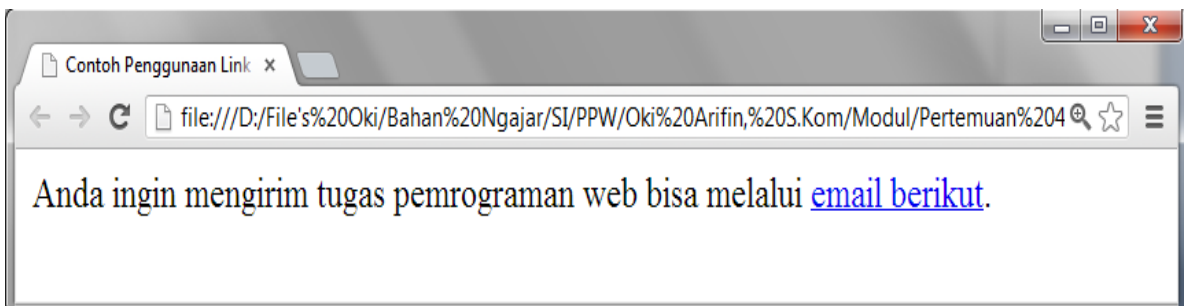 Contoh Penggunaan Link
file:///D:/File's%20Oki/Bahan%20Ngajar/SI/PPW/Oki%20Arifin,%20S.Kom/Modul/Pertemuan%204
Anda ingin mengirim tugas pemrograman web bisa melalui email berikut.